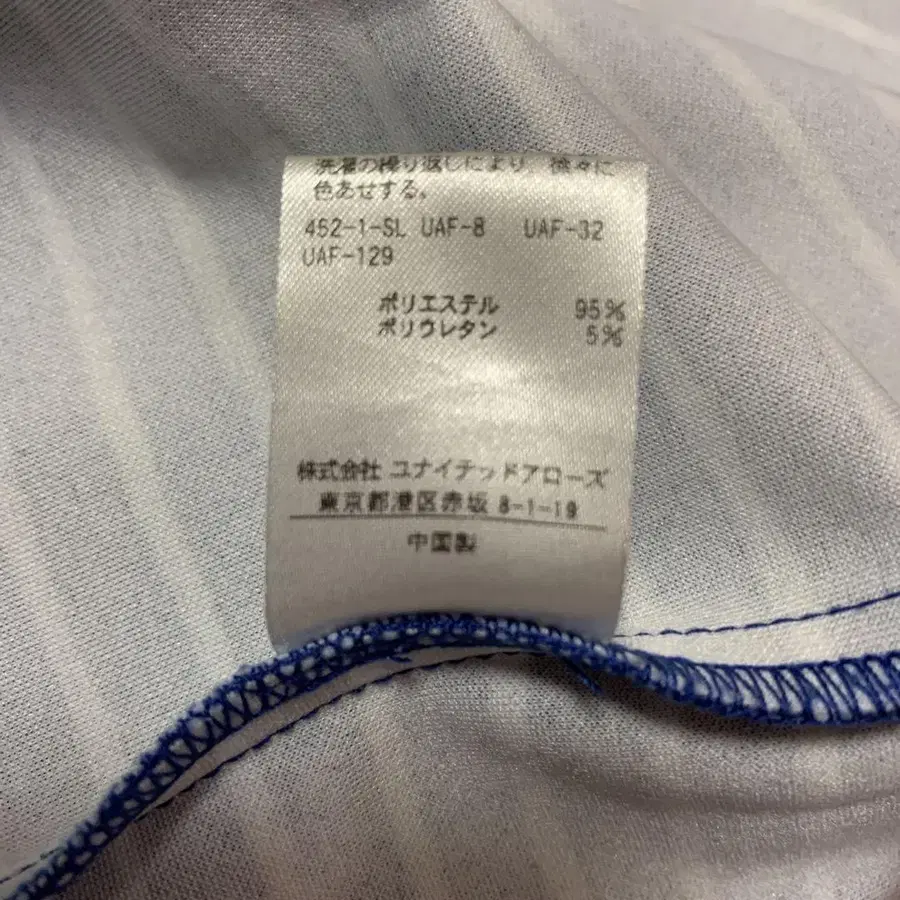 洗濯の繰り返しにより、徐々に
色あせする。
452-1-SL UAF-8 UAF-32
UAF-129
ポリエステル 95%
ポリウレタン 5%
株式会社 ユナイテッドアローズ
東京都港区赤坂 8-1-19
中国製